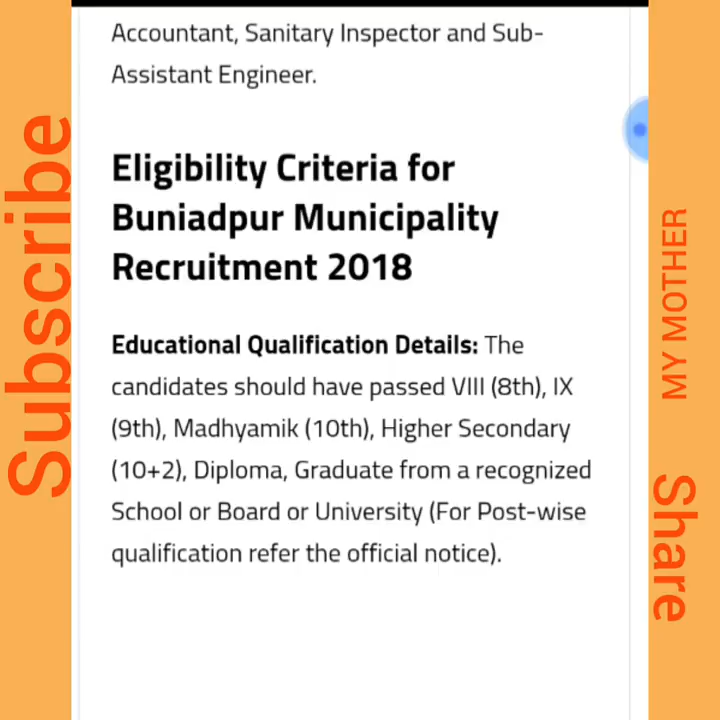 Accountant, Sanitary Inspector and Sub-
Assistant Engineer.
Eligibility Criteria for
Buniadpur Municipality
Recruitment 2018
Educational Qualification Details: The
candidates should have passed VIII (8th), IX
(9th), Madhyamik (10th), Higher Secondary
(10+2), Diploma, Graduate from a recognized
School or Board or University (For Post-wise
qualification refer the official notice).
Subscribe
MY MOTHER
Share